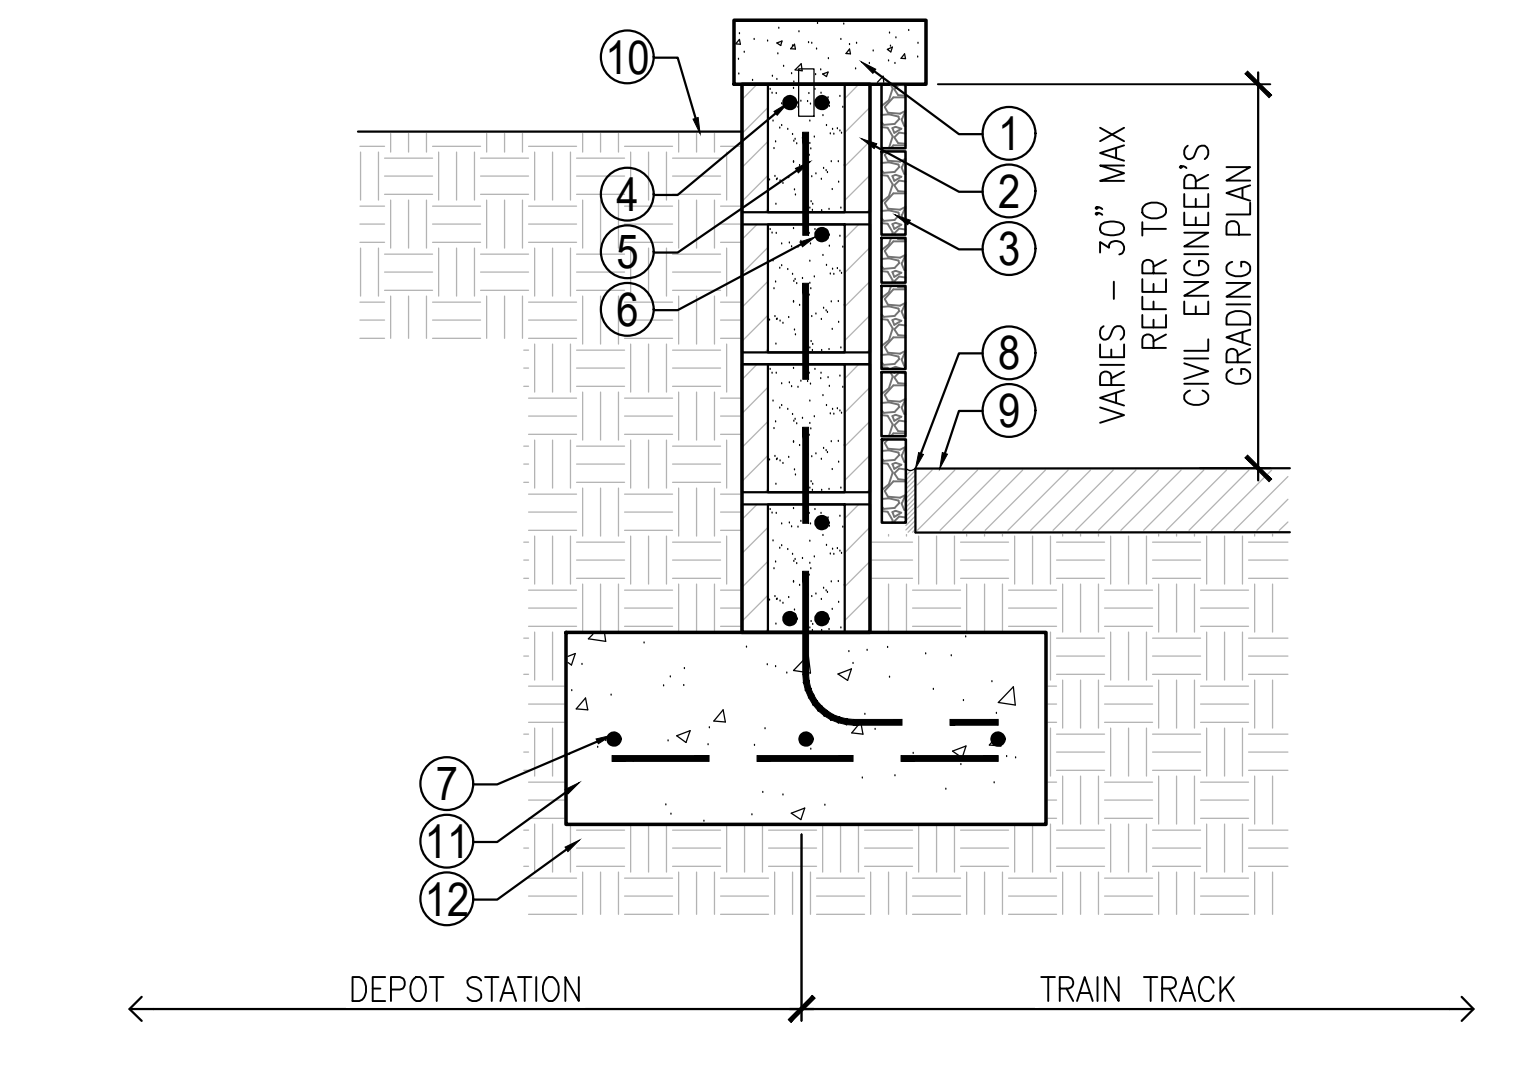 10
1
2
3
4
5
6
8
9
VARIES – 30” MAX
REFER TO
CIVIL ENGINEER'S
GRADING PLAN
7
11
12
DEPOT STATION
TRAIN TRACK